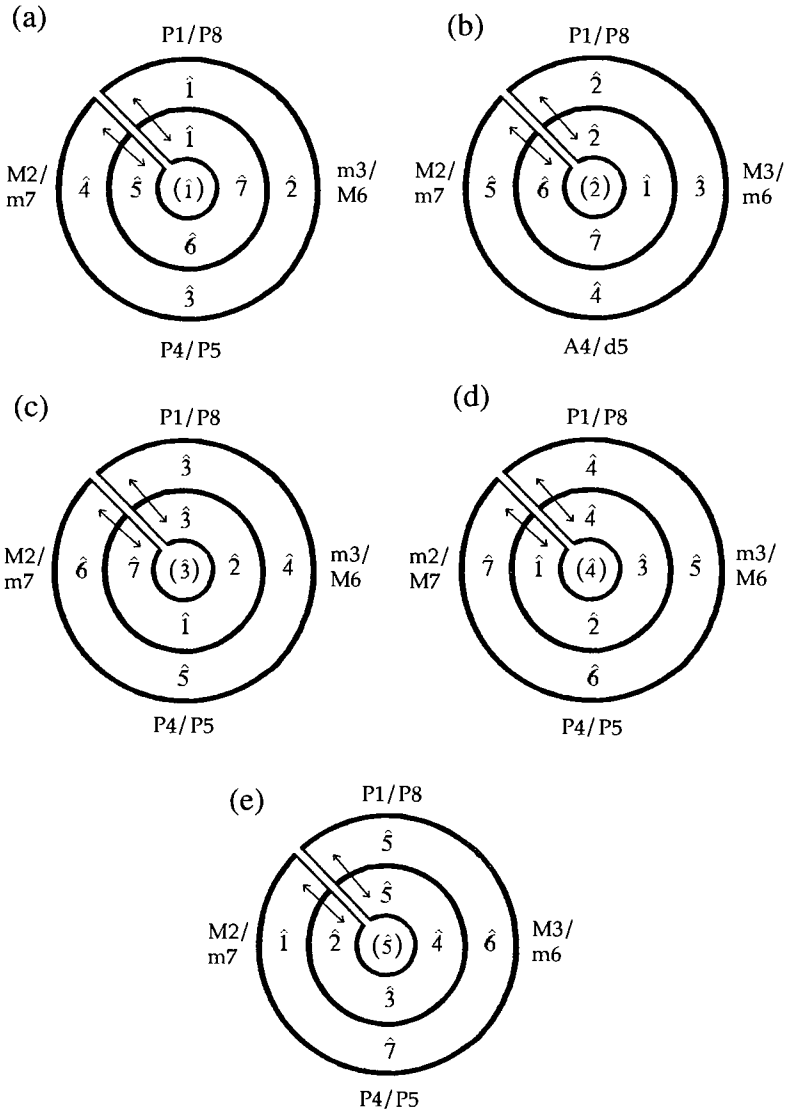 (a)
P1/P8
1̂
1̂
M2/
m7
4̂ 5̂ (1̂) 7̂ 2̂
m3/
M6
6̂
3̂
P4/P5
(b)
P1/P8
2̂
2̂
M2/
m7
5̂ 6̂ (2̂) 1̂ 3̂
M3/
m6
7̂
4̂
A4/d5
(c)
P1/P8
3̂
3̂
M2/
m7
6̂ 7̂ (3̂) 2̂ 4̂
m3/
M6
1̂
5̂
P4/P5
(d)
P1/P8
4̂
4̂
m2/
M7
7̂ 1̂ (4̂) 3̂ 5̂
m3/
M6
2̂
6̂
P4/P5
(e)
P1/P8
5̂
5̂
M2/
m7
1̂ 2̂ (5̂) 4̂ 6̂
M3/
m6
3̂
7̂
P4/P5